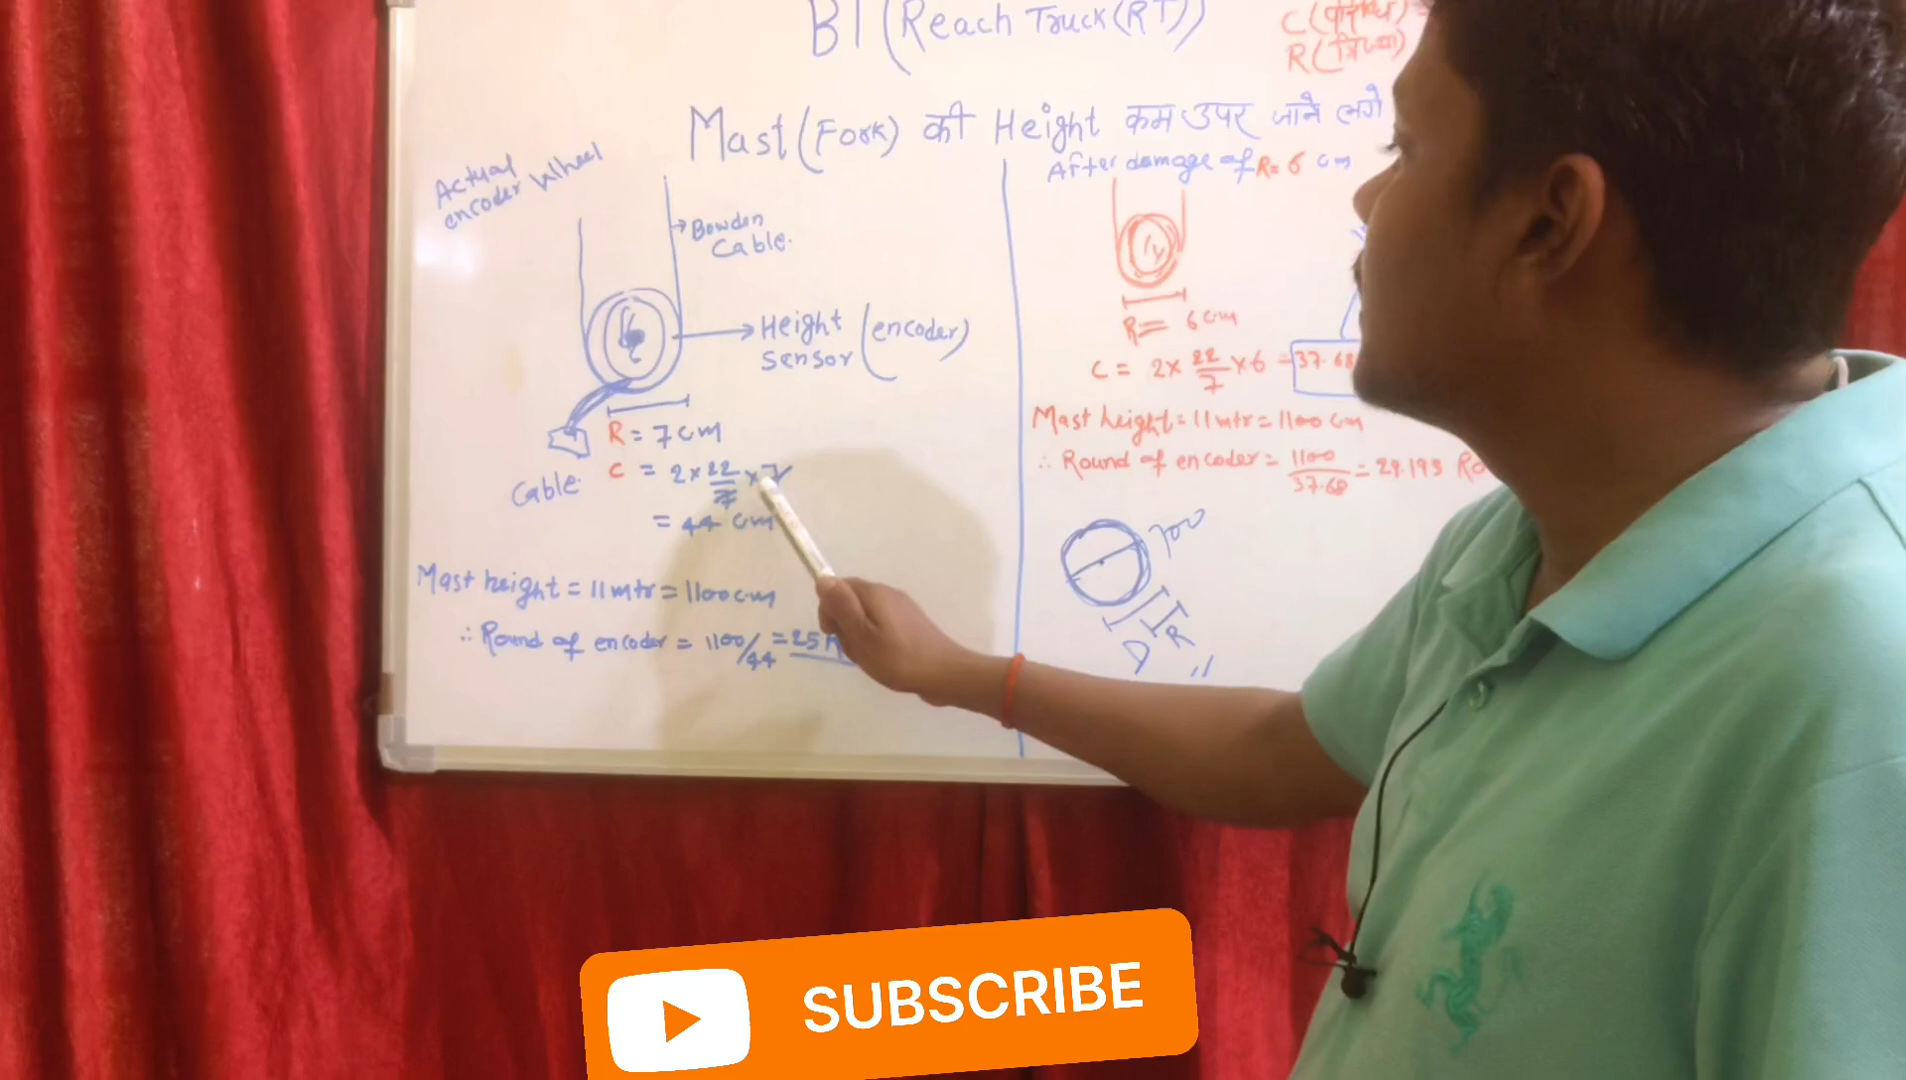 BT (Reach Truck (RT))
C (परिमाप)
R (त्रिज्या)
Mast (Fork) की Height कम उपर जाने लगे
Actual
encoder Wheel
Bowden
Cable.
Height
Sensor (encoder)
R = 7 cm
Cable.
C = 2 x 22/7 x 7
= 44 cm
Mast height = 11 mtr = 1100 cm
∴ Round of encoder = 1100/44 = 25 R
After damage of R = 6 cm
R = 6 cm
C = 2 x 22/7 x 6 = 37.68
Mast height = 11 mtr = 1100 cm
∴ Round of encoder = 1100/37.68 = 29.193 Ro
D
R
SUBSCRIBE